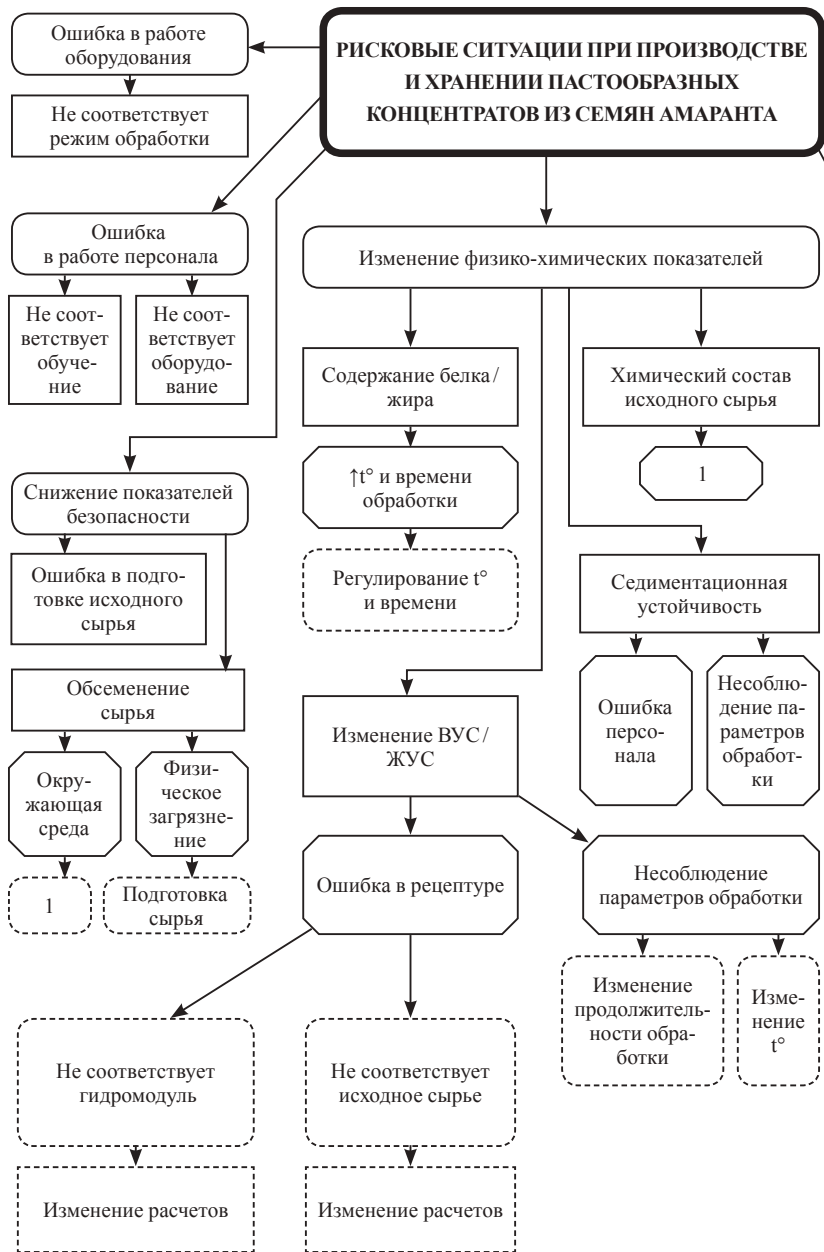 Ошибка в работе
оборудования
РИСКОВЫЕ СИТУАЦИИ ПРИ ПРОИЗВОДСТВЕ
И ХРАНЕНИИ ПАСТООБРАЗНЫХ
КОНЦЕНТРАТОВ ИЗ СЕМЯН АМАРАНТА
Не соответствует
режим обработки
Ошибка
в работе персонала
Изменение физико-химических показателей
Не соот-
ветствует
обуче-
ние
Не соот-
ветствует
оборудо-
вание
Содержание белка/
жира
Химический состав
исходного сырья
↑t° и времени
обработки
1
Снижение показателей
безопасности
Ошибка в подго-
товке исходного
сырья
Регулирование t°
и времени
Седиментационная
устойчивость
Обсеменение
сырья
Изменение ВУС/
ЖУС
Ошибка
персо-
нала
Несоблю-
дение па-
раметров
обработ-
ки
Окру-
жающая
среда
Физи-
ческое
загрязне-
ние
1
Подготовка
сырья
Ошибка в рецептуре
Несоблюдение
параметров обработки
Изменение
продолжитель-
ности обра-
ботки
Изме-
нение
t°
Не соответствует
гидромодуль
Не соответствует
исходное сырье
Изменение расчетов
Изменение расчетов